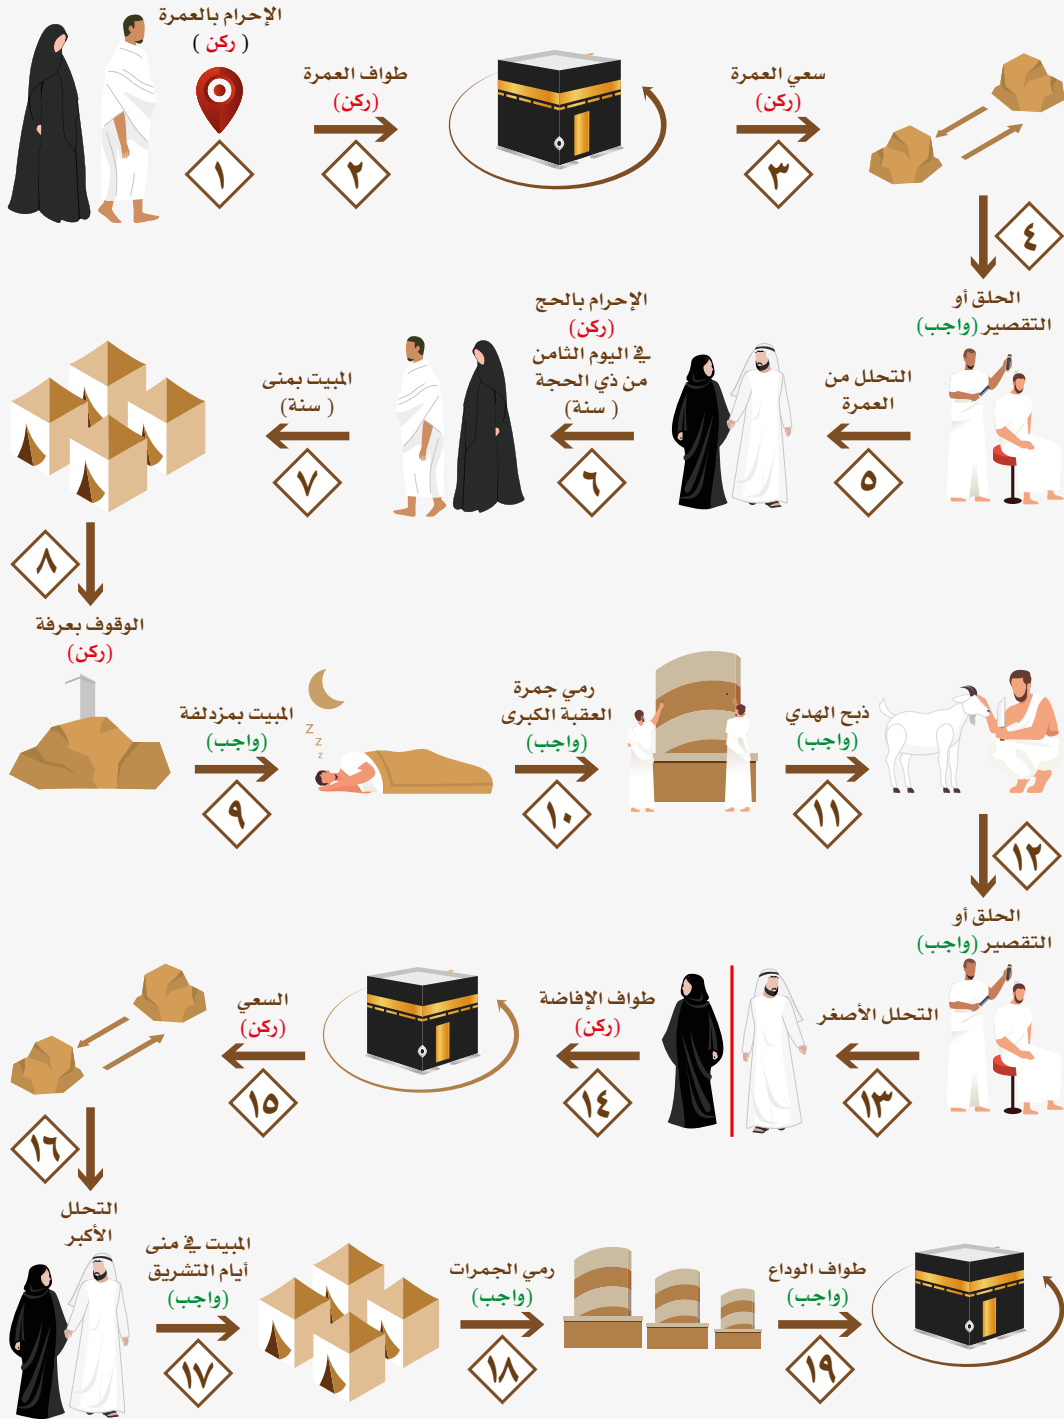 الإحرام بالعمرة
( ركن )
١
طواف العمرة
(ركن)
٢
سعي العمرة
(ركن)
٣
٤
الحلق أو
التقصير (واجب)
التحلل من
العمرة
٥
الإحرام بالحج
(ركن)
في اليوم الثامن
من ذي الحجة
( سنة)
٦
المبيت بمنى
( سنة)
٧
٨
الوقوف بعرفة
(ركن)
المبيت بمزدلفة
(واجب)
٩
z
z
z
رمي جمرة
العقبة الكبرى
(واجب)
١٠
ذبح الهدي
(واجب)
١١
١٢
الحلق أو
التقصير (واجب)
التحلل الأصغر
١٣
طواف الإفاضة
(ركن)
١٤
السعي
(ركن)
١٥
١٦
التحلل
الأكبر
المبيت في منى
أيام التشريق
(واجب)
١٧
رمي الجمرات
(واجب)
١٨
طواف الوداع
(واجب)
١٩